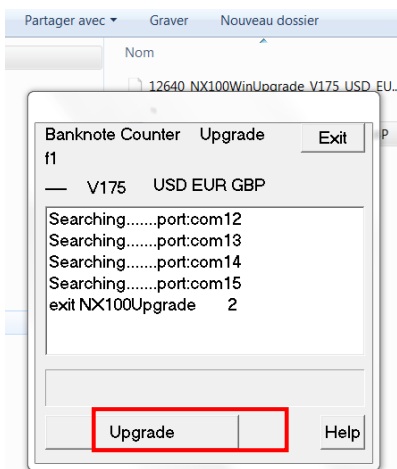 Partager avec Graver Nouveau dossier
Nom
12640_NX100WinUpgrade_V175_USD_EU...
P
Banknote Counter Upgrade Exit
f1
— V175 USD EUR GBP
Searching.......port:com12
Searching.......port:com13
Searching.......port:com14
Searching.......port:com15
exit NX100Upgrade 2
Upgrade Help